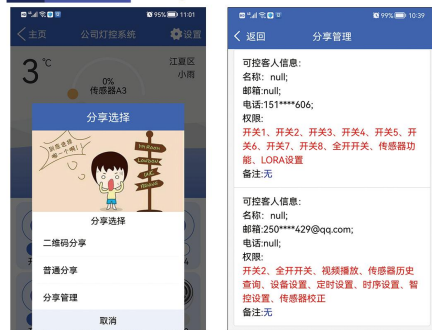 95% 11:01
主页 公司灯控系统 设置
3℃
江夏区
小雨
0%
传感器A3
分享选择
分享选择
二维码分享
普通分享
分享管理
取消
99% 10:39
返回 分享管理
可控客人信息:
名称: null;
邮箱:null;
电话:151****606;
权限:
开关1、开关2、开关3、开关4、开关5、开
关6、开关7、开关8、全开开关、传感器功
能、LORA设置
备注:无
可控客人信息:
名称: null;
邮箱:250****429@qq.com;
电话:null;
权限:
开关2、全开开关、视频播放、传感器历史
查询、设备设置、定时设置、时序设置、智
控设置、传感器校正
备注:无